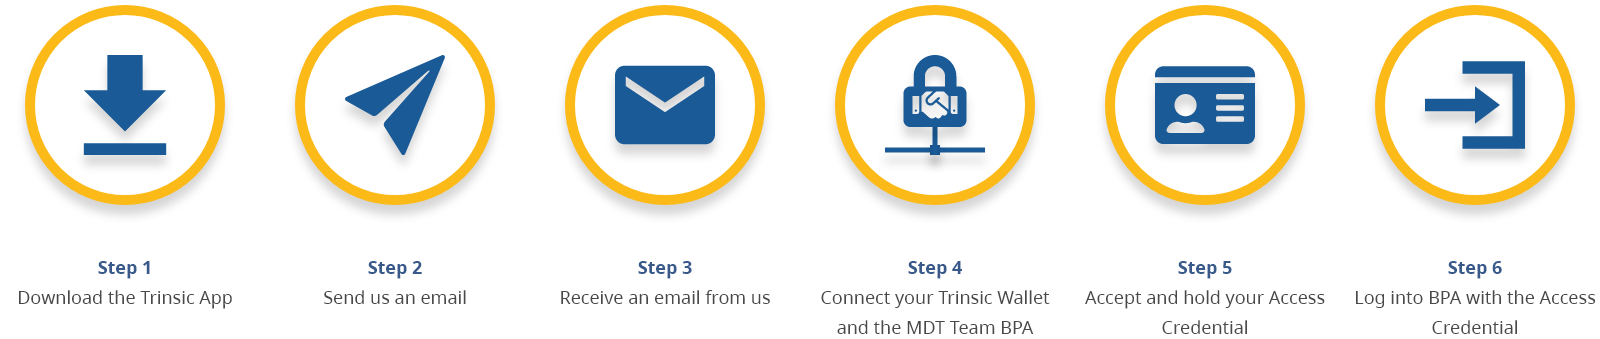 Step 1
Download the Trinsic App
Step 2
Send us an email
Step 3
Receive an email from us
Step 4
Connect your Trinsic Wallet
and the MDT Team BPA
Step 5
Accept and hold your Access
Credential
Step 6
Log into BPA with the Access
Credential